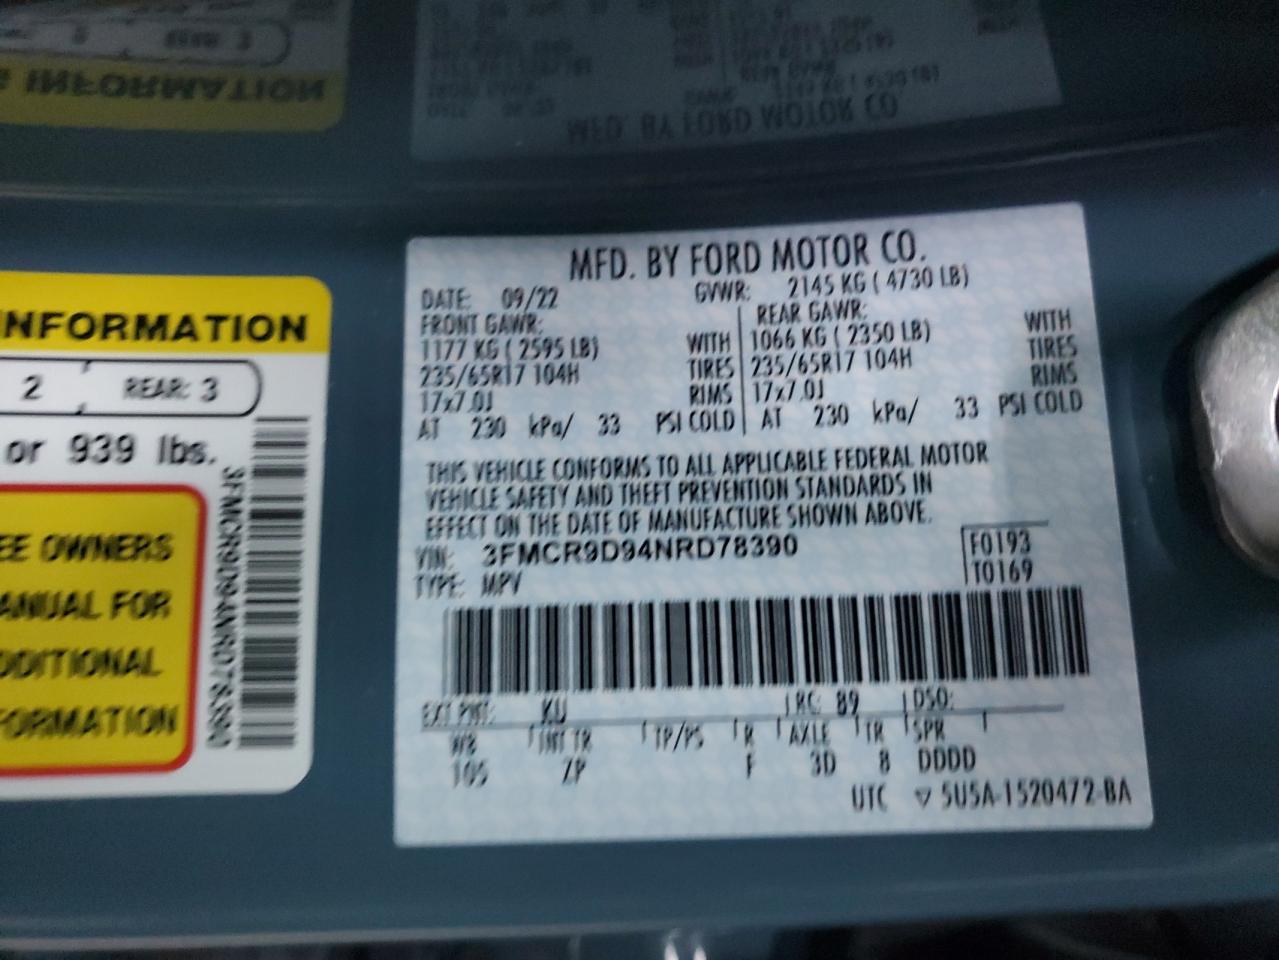 NFORMATION
2 REAR: 3
or 939 lbs.
EE OWNERS
ANUAL FOR
DDITIONAL
FORMATION
3FMCR9D94NRD78390
MFD. BY FORD MOTOR CO.
DATE: 09/22 GVWR: 2145 KG ( 4730 LB)
FRONT GAWR: REAR GAWR:
1177 KG ( 2595 LB) WITH 1066 KG ( 2350 LB) WITH
235/65R17 104H TIRES 235/65R17 104H TIRES
17x7.0J RIMS 17x7.0J RIMS
AT 230 kPa/ 33 PSI COLD AT 230 kPa/ 33 PSI COLD
THIS VEHICLE CONFORMS TO ALL APPLICABLE FEDERAL MOTOR
VEHICLE SAFETY AND THEFT PREVENTION STANDARDS IN
EFFECT ON THE DATE OF MANUFACTURE SHOWN ABOVE.
VIN: 3FMCR9D94NRD78390 F0193
TYPE: MPV T0169
EXT PNT: KU RC: 89 DSO:
WB INT TR TP/PS R AXLE TR SPR
105 ZP F 3D 8 DDDD
UTC ▽ 5U5A-1520472-BA